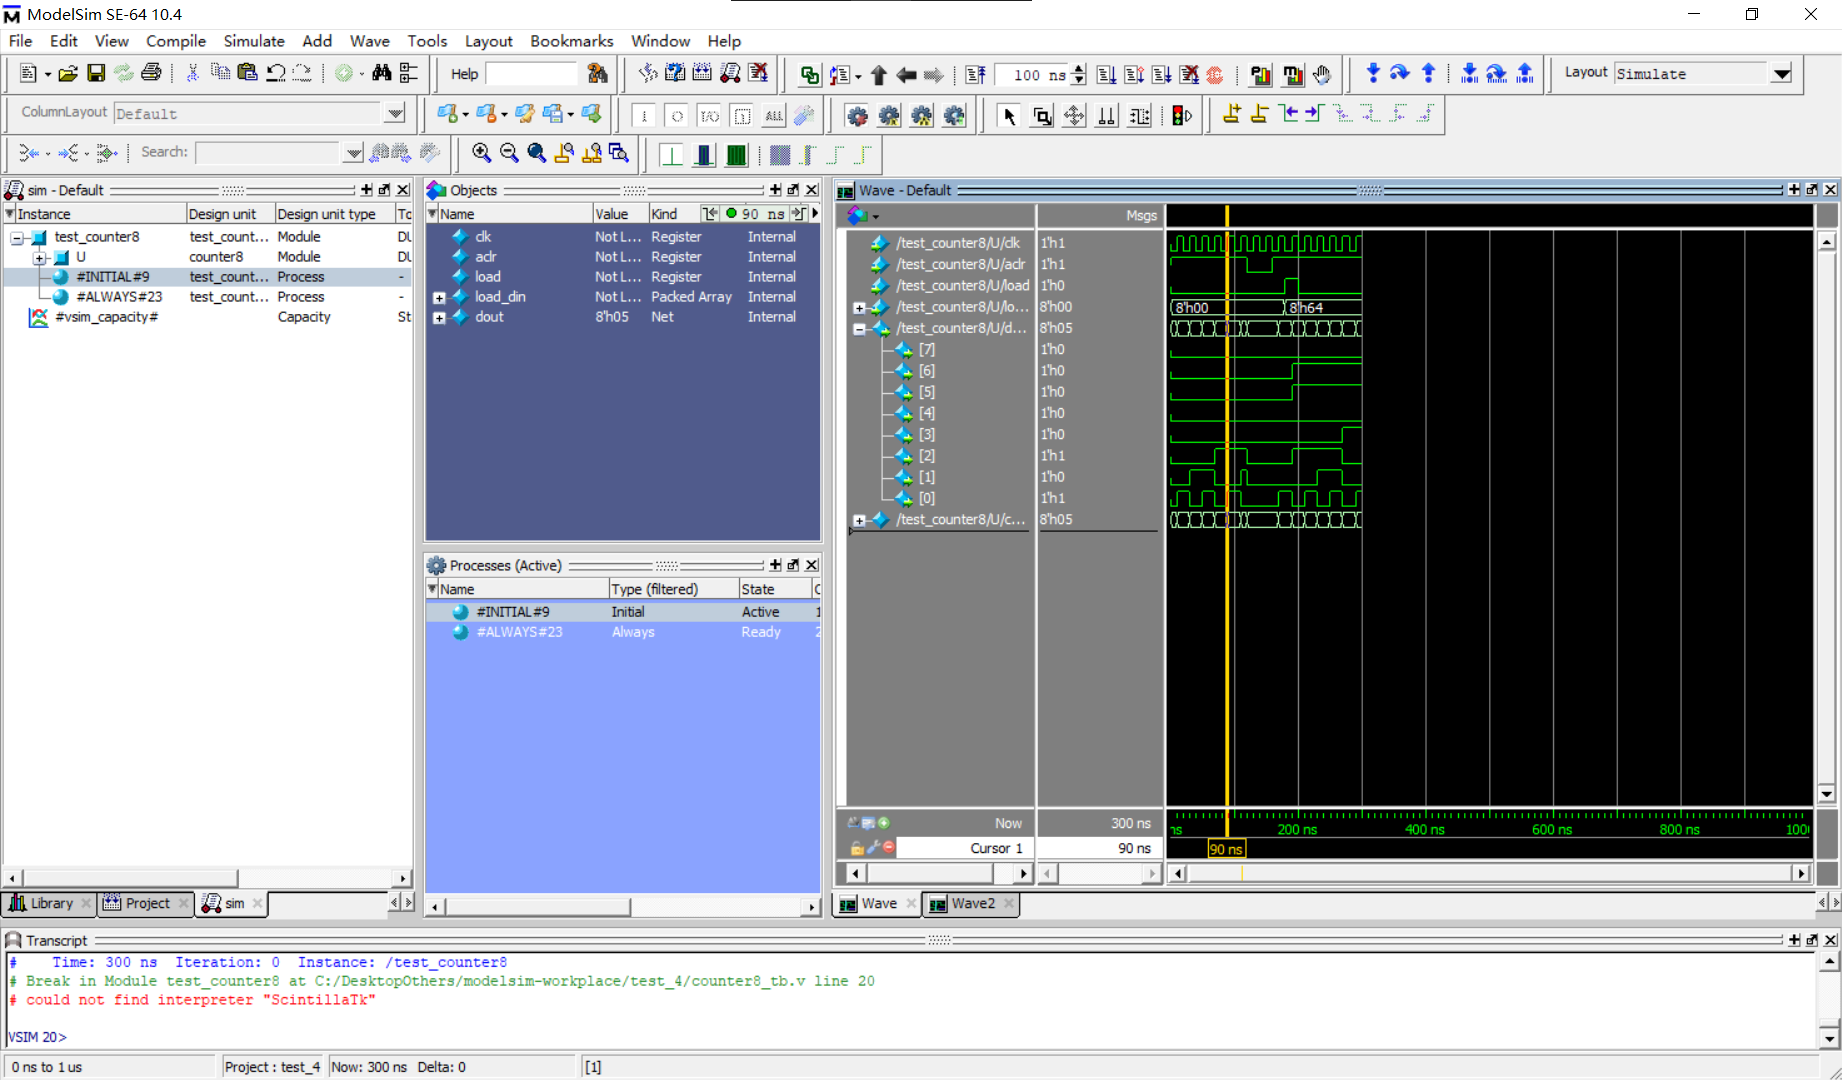 ModelSim SE-64 10.4
File Edit View Compile Simulate Add Wave Tools Layout Bookmarks Window Help
Help
100 ns
Layout Simulate
ColumnLayout Default
ALL
Search:
sim - Default
Instance Design unit Design unit type To
test_counter8 test_count... Module DU
U counter8 Module DU
#INITIAL#9 test_count... Process -
#ALWAYS#23 test_count... Process -
#vsim_capacity# Capacity St
Library Project sim
Objects
Name Value Kind 90 ns
clk Not L... Register Internal
aclr Not L... Register Internal
load Not L... Register Internal
load_din Not L... Packed Array Internal
dout 8'h05 Net Internal
Processes (Active)
Name Type (filtered) State
#INITIAL#9 Initial Active 1
#ALWAYS#23 Always Ready 2
Wave - Default
Msgs
/test_counter8/U/clk 1'h1
/test_counter8/U/aclr 1'h1
/test_counter8/U/load 1'h0
/test_counter8/U/lo... 8'h00 8'h00 8'h64
/test_counter8/U/d... 8'h05
[7] 1'h0
[6] 1'h0
[5] 1'h0
[4] 1'h0
[3] 1'h0
[2] 1'h1
[1] 1'h0
[0] 1'h1
/test_counter8/U/c... 8'h05
Now 300 ns ns 200 ns 400 ns 600 ns 800 ns 100
Cursor 1 90 ns 90 ns
Wave Wave2
Transcript
# Time: 300 ns Iteration: 0 Instance: /test_counter8
# Break in Module test_counter8 at C:/DesktopOthers/modelsim-workplace/test_4/counter8_tb.v line 20
# could not find interpreter "ScintillaTk"
VSIM 20>
0 ns to 1 us Project : test_4 Now: 300 ns Delta: 0 [1]